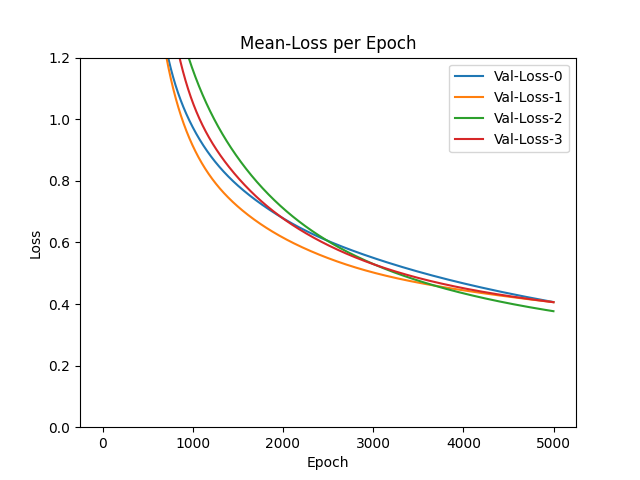 Mean-Loss per Epoch
1.2
1.0
0.8
0.6
0.4
0.2
0.0
Loss
Val-Loss-0
Val-Loss-1
Val-Loss-2
Val-Loss-3
0 1000 2000 3000 4000 5000
Epoch